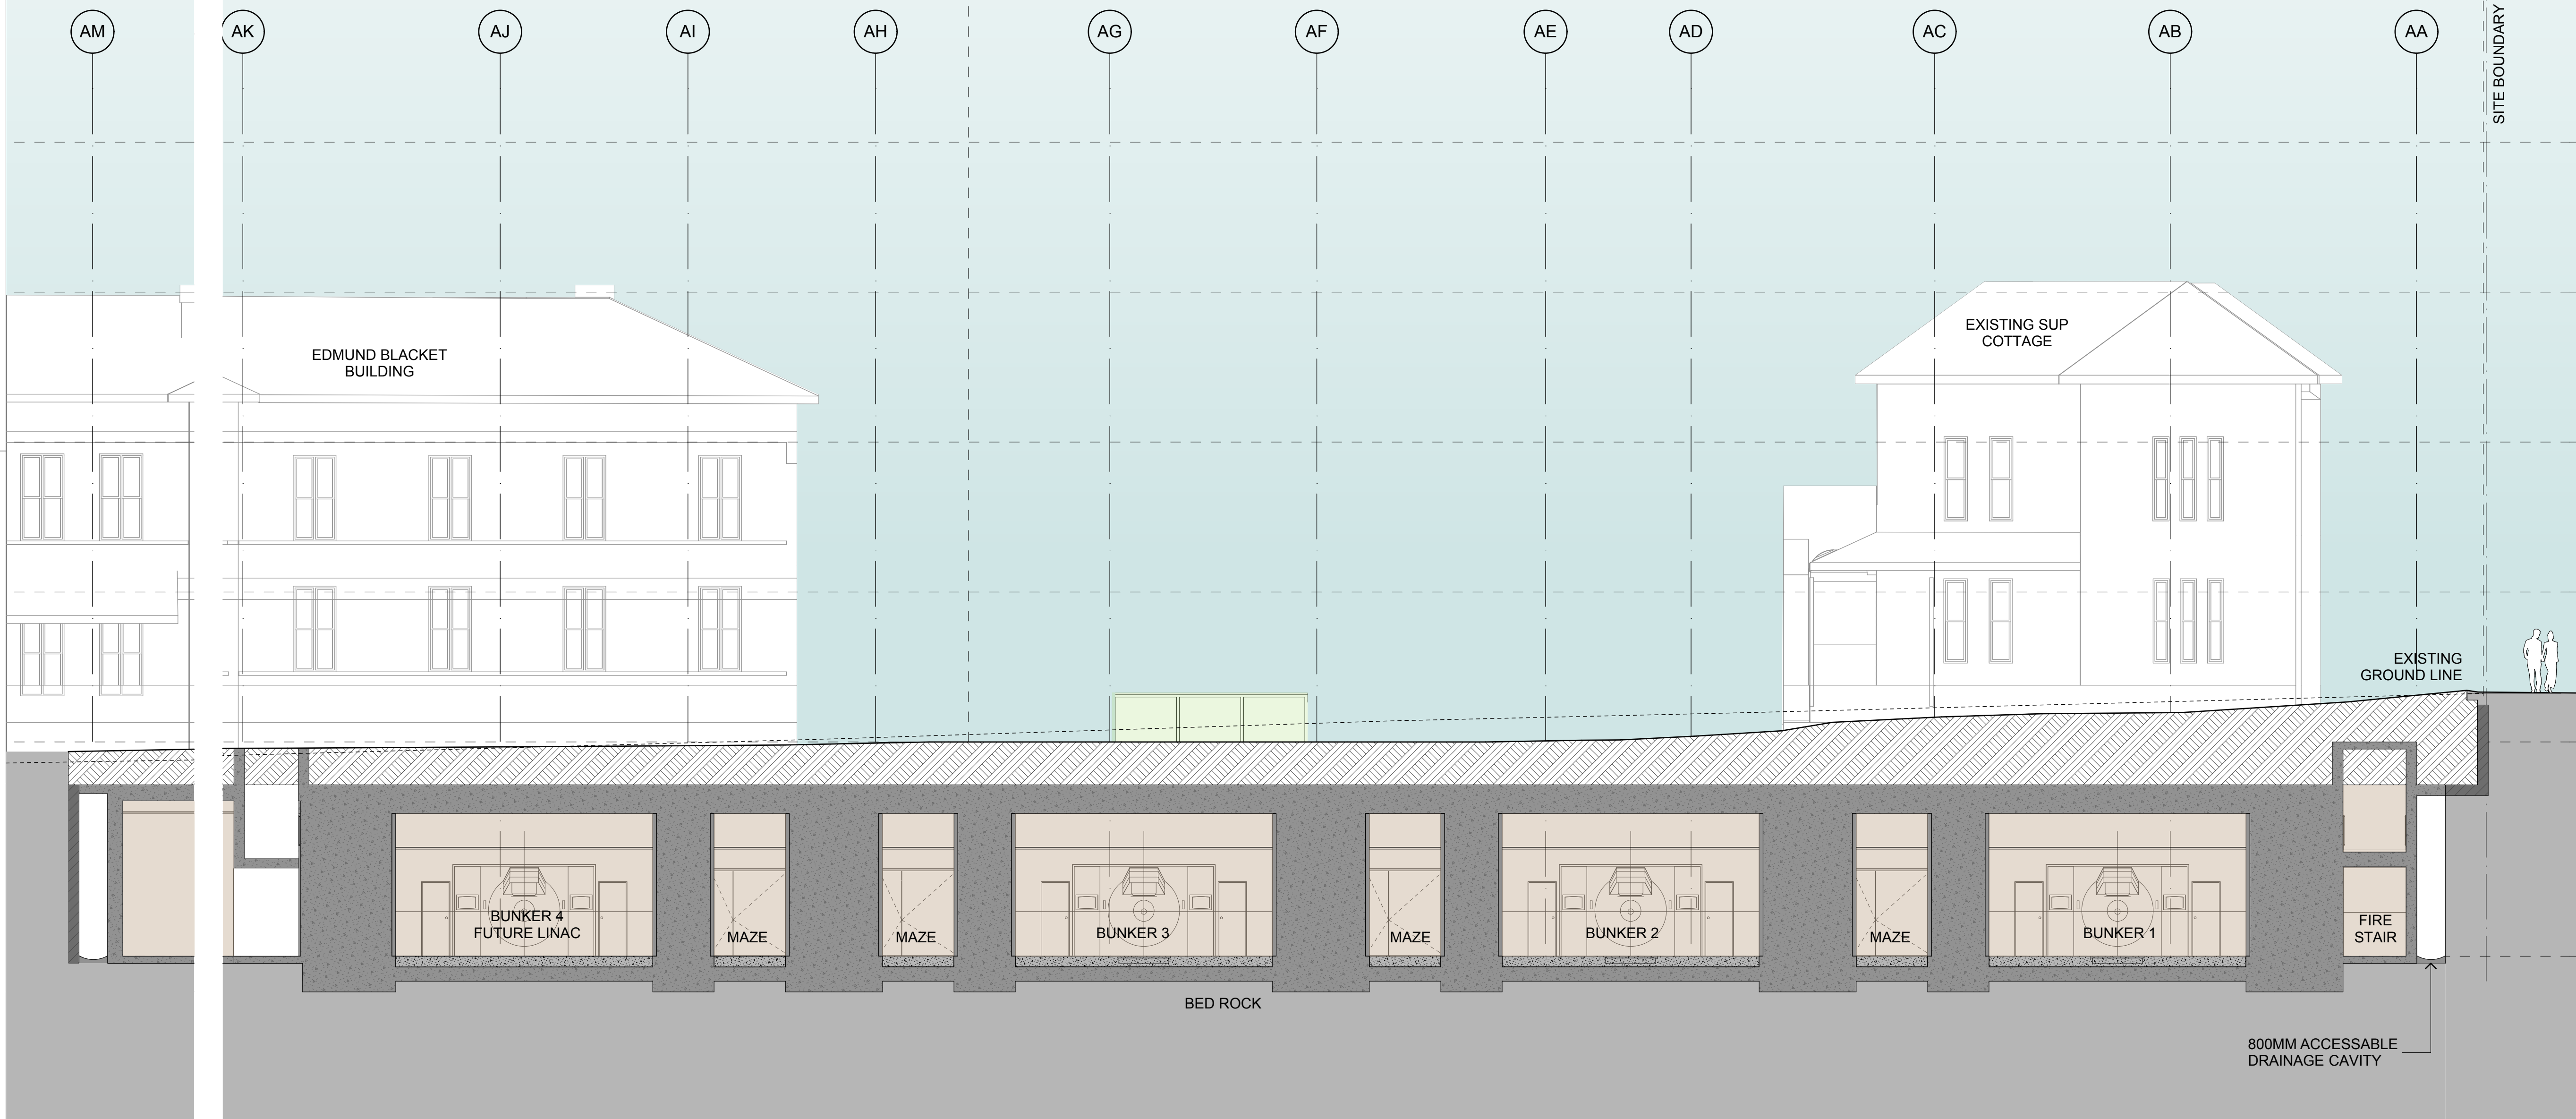 AM
AK
AJ
AI
AH
AG
AF
AE
AD
AC
AB
AA
SITE BOUNDARY
EDMUND BLACKET
BUILDING
EXISTING SUP
COTTAGE
EXISTING
GROUND LINE
BUNKER 4
FUTURE LINAC
MAZE
MAZE
BUNKER 3
MAZE
BUNKER 2
MAZE
BUNKER 1
FIRE
STAIR
BED ROCK
800MM ACCESSABLE
DRAINAGE CAVITY